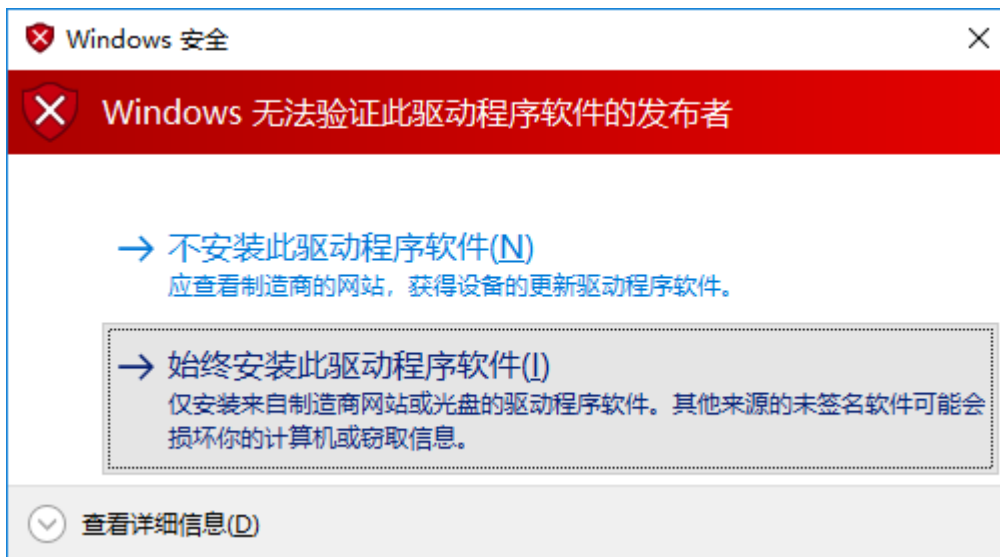 Windows 安全
Windows 无法验证此驱动程序软件的发布者
不安装此驱动程序软件(N)
应查看制造商的网站，获得设备的更新驱动程序软件。
始终安装此驱动程序软件(I)
仅安装来自制造商网站或光盘的驱动程序软件。其他来源的未签名软件可能会
损坏你的计算机或窃取信息。
查看详细信息(D)